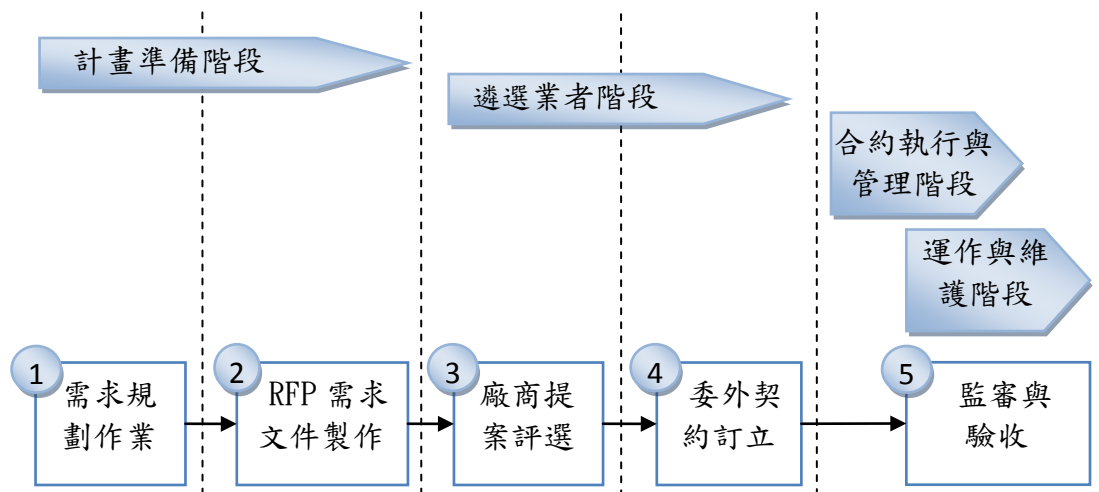 計畫準備階段
遴選業者階段
合約執行與
管理階段
運作與維
護階段
1
需求規
劃作業
2
RFP 需求
文件製作
3
廠商提
案評選
4
委外契
約訂立
5
監審與
驗收